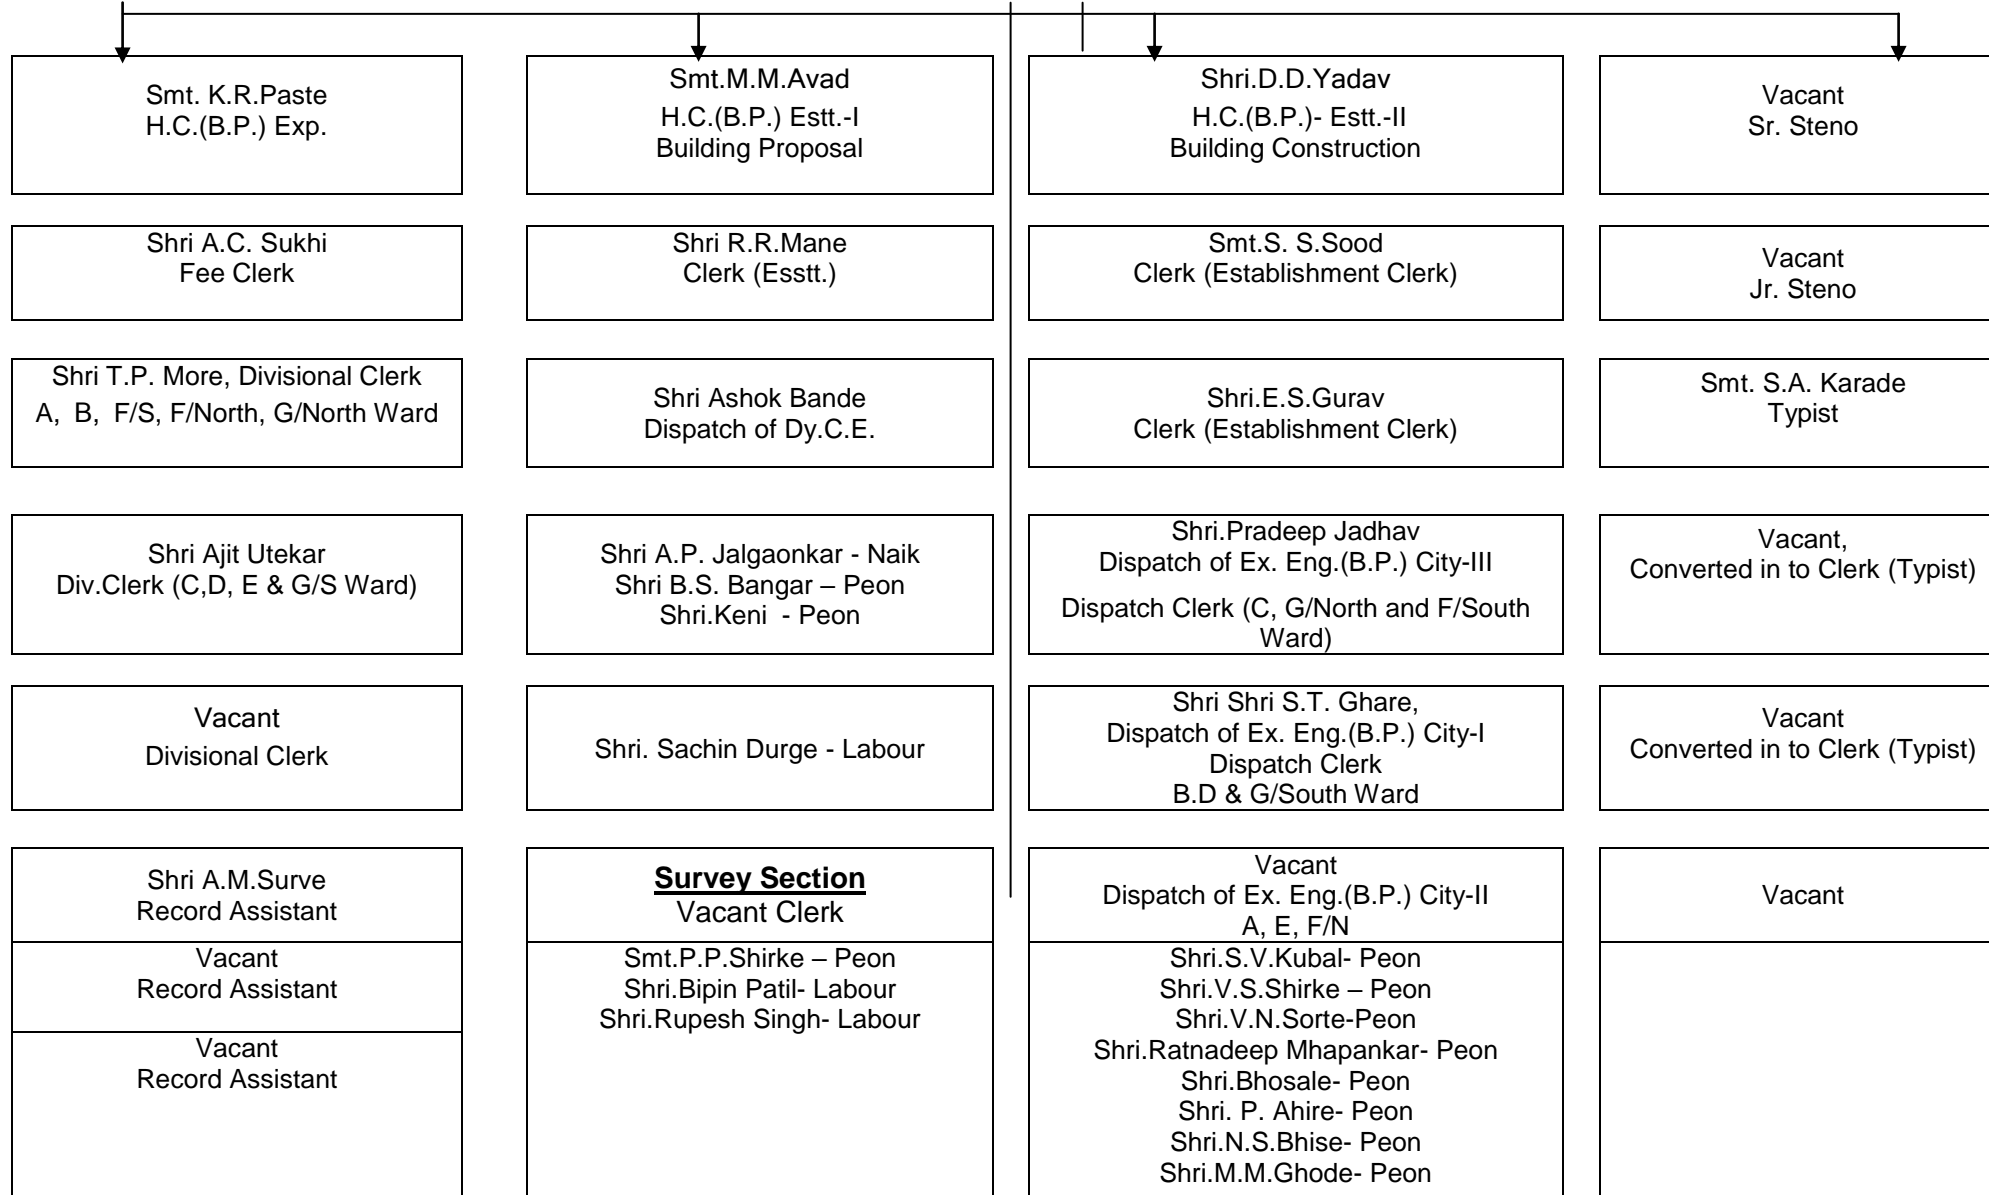 Smt. K.R.Paste
H.C.(B.P.) Exp.
Smt.M.M.Avad
H.C.(B.P.) Estt.-I
Building Proposal
Shri.D.D.Yadav
H.C.(B.P.)- Estt.-II
Building Construction
Vacant
Sr. Steno
Shri A.C. Sukhi
Fee Clerk
Shri R.R.Mane
Clerk (Esstt.)
Smt.S. S.Sood
Clerk (Establishment Clerk)
Vacant
Jr. Steno
Shri T.P. More, Divisional Clerk
A, B, F/S, F/North, G/North Ward
Shri Ashok Bande
Dispatch of Dy.C.E.
Shri.E.S.Gurav
Clerk (Establishment Clerk)
Smt. S.A. Karade
Typist
Shri Ajit Utekar
Div.Clerk (C,D, E & G/S Ward)
Shri A.P. Jalgaonkar - Naik
Shri B.S. Bangar – Peon
Shri.Keni - Peon
Shri.Pradeep Jadhav
Dispatch of Ex. Eng.(B.P.) City-III
Dispatch Clerk (C, G/North and F/South
Ward)
Vacant,
Converted in to Clerk (Typist)
Vacant
Divisional Clerk
Shri. Sachin Durge - Labour
Shri Shri S.T. Ghare,
Dispatch of Ex. Eng.(B.P.) City-I
Dispatch Clerk
B.D & G/South Ward
Vacant
Converted in to Clerk (Typist)
Shri A.M.Surve
Record Assistant
Survey Section
Vacant Clerk
Vacant
Dispatch of Ex. Eng.(B.P.) City-II
A, E, F/N
Vacant
Vacant
Record Assistant
Vacant
Record Assistant
Smt.P.P.Shirke – Peon
Shri.Bipin Patil- Labour
Shri.Rupesh Singh- Labour
Shri.S.V.Kubal- Peon
Shri.V.S.Shirke – Peon
Shri.V.N.Sorte-Peon
Shri.Ratnadeep Mhapankar- Peon
Shri.Bhosale- Peon
Shri. P. Ahire- Peon
Shri.N.S.Bhise- Peon
Shri.M.M.Ghode- Peon